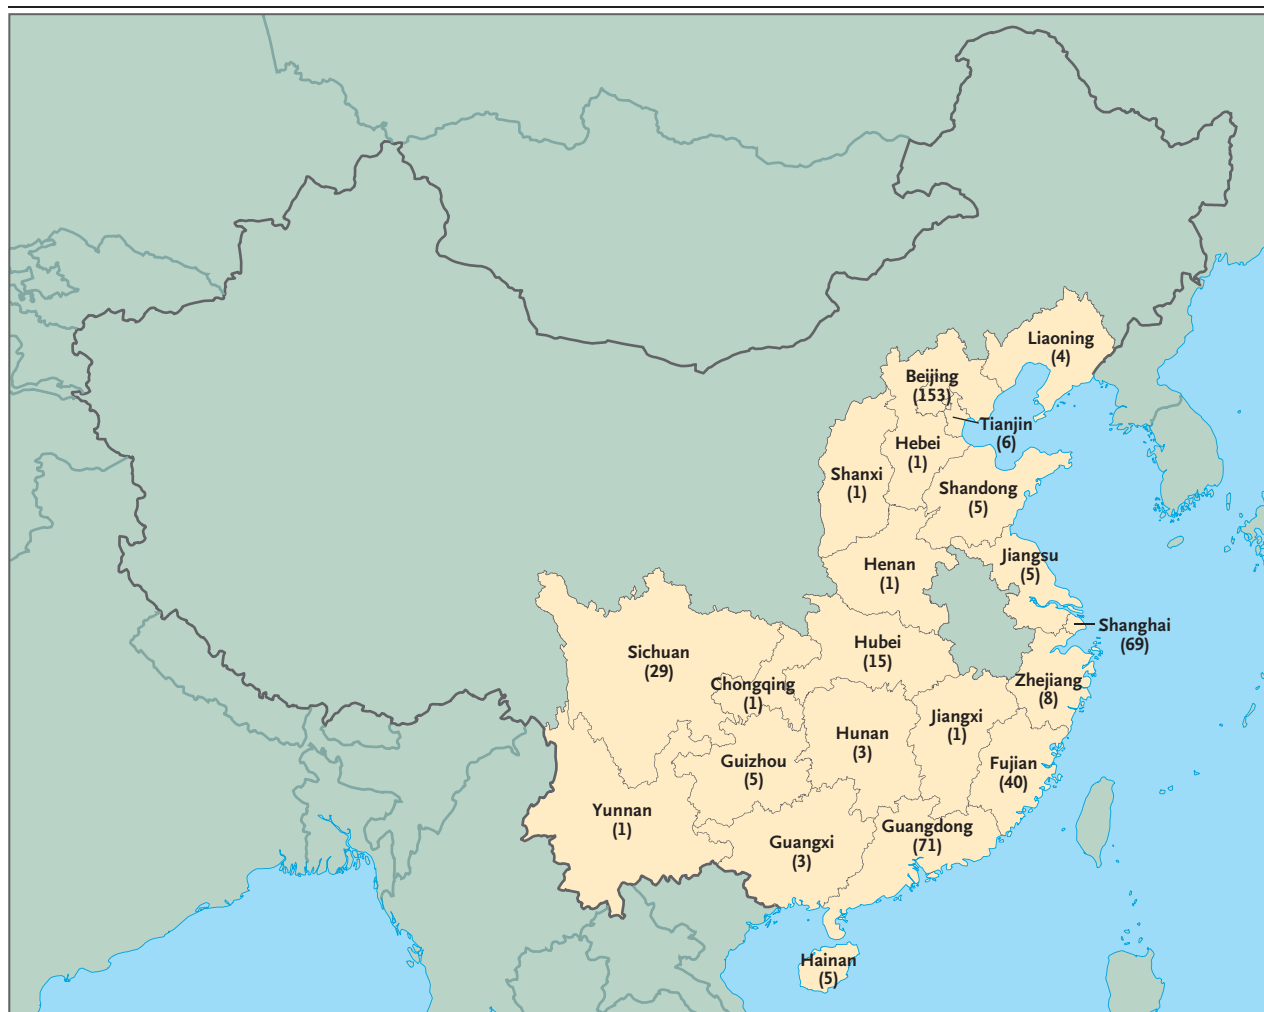 Liaoning
(4)
Beijing
(153)
Tianjin
(6)
Hebei
(1)
Shanxi
(1)
Shandong
(5)
Jiangsu
(5)
Henan
(1)
Shanghai
(69)
Hubei
(15)
Sichuan
(29)
Chongqing
(1)
Zhejiang
(8)
Jiangxi
(1)
Hunan
(3)
Guizhou
(5)
Fujian
(40)
Yunnan
(1)
Guangdong
(71)
Guangxi
(3)
Hainan
(5)